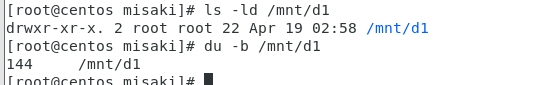 [root@centos misaki]# ls -ld /mnt/d1
drwxr-xr-x. 2 root root 22 Apr 19 02:58 /mnt/d1
[root@centos misaki]# du -b /mnt/d1
144     /mnt/d1
[root@centos misaki]#